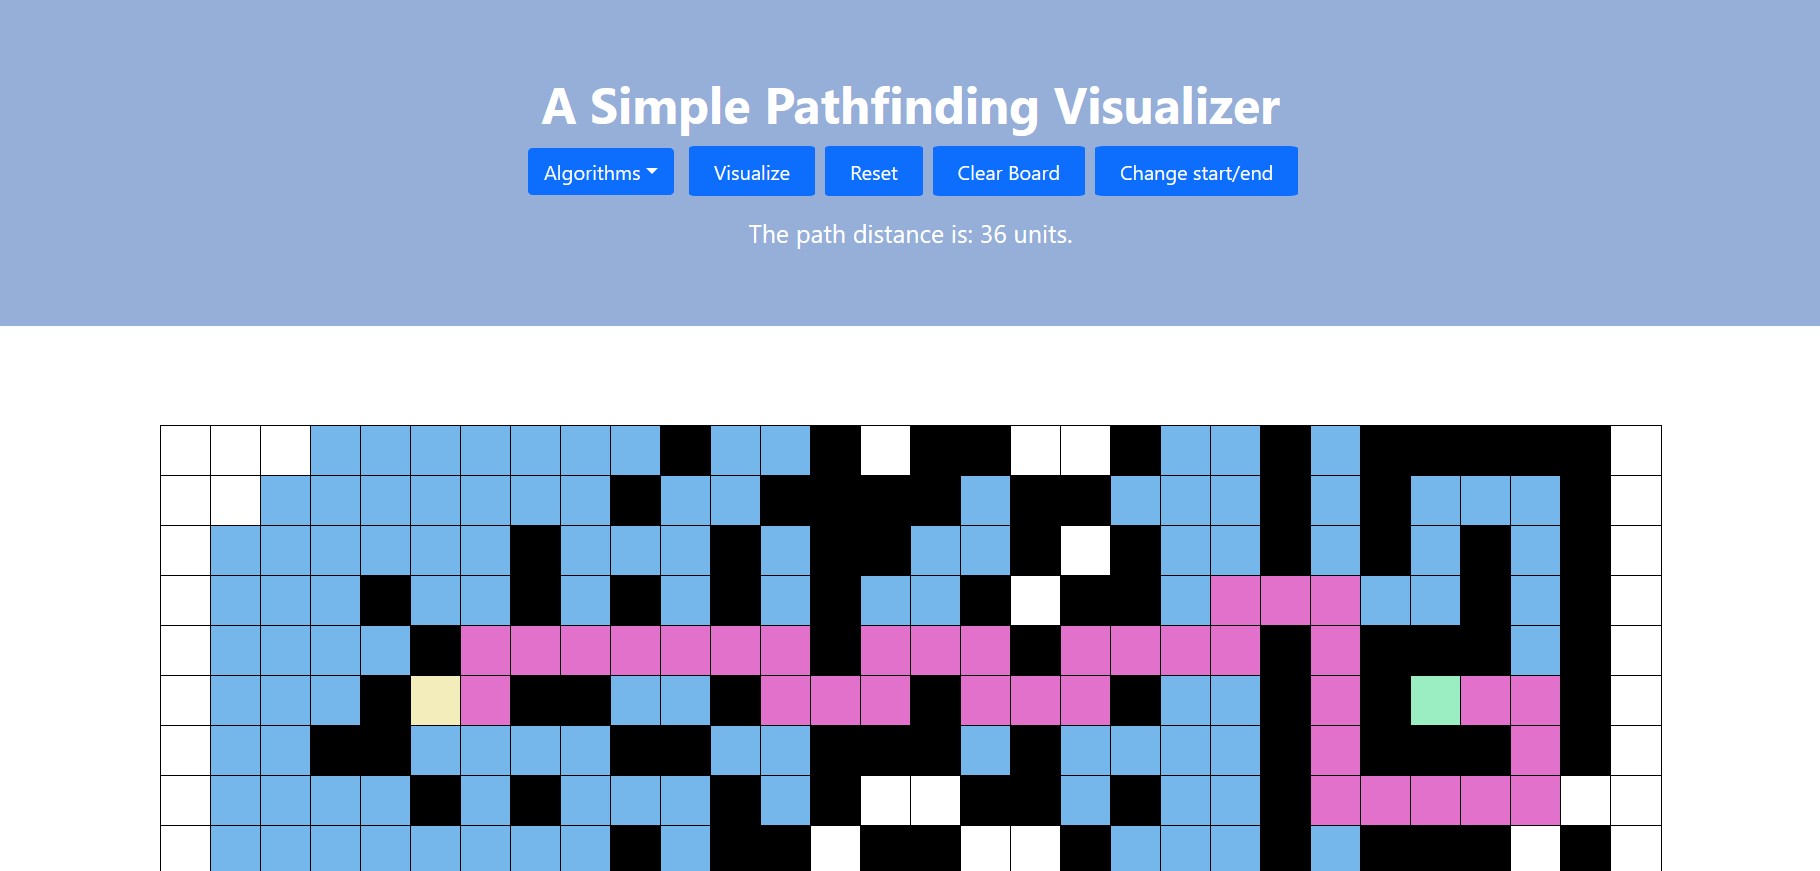 A Simple Pathfinding Visualizer
Algorithms Visualize Reset Clear Board Change start/end
The path distance is: 36 units.